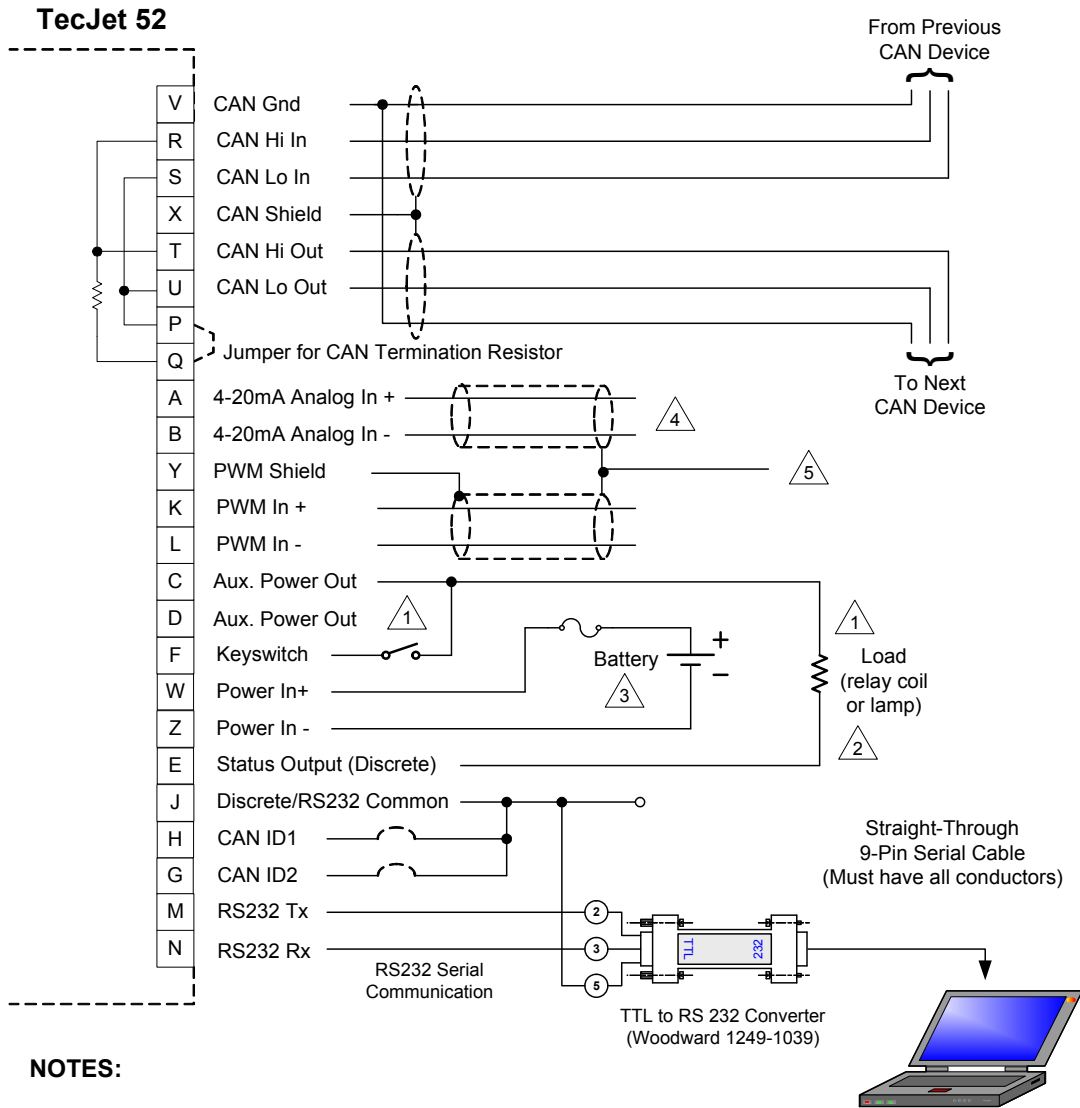 TecJet 52
From Previous
CAN Device
V CAN Gnd
R CAN Hi In
S CAN Lo In
X CAN Shield
T CAN Hi Out
U CAN Lo Out
P
Q Jumper for CAN Termination Resistor
To Next
CAN Device
A 4-20mA Analog In +
4
B 4-20mA Analog In -
Y PWM Shield
5
K PWM In +
L PWM In -
C Aux. Power Out
D Aux. Power Out
1
F Keyswitch
W Power In+
Z Power In -
Battery
+
–
3
1
Load
(relay coil
or lamp)
2
E Status Output (Discrete)
J Discrete/RS232 Common
H CAN ID1
G CAN ID2
M RS232 Tx
2
N RS232 Rx
3
5
RS232 Serial
Communication
TTL
232
TTL to RS 232 Converter
(Woodward 1249-1039)
Straight-Through
9-Pin Serial Cable
(Must have all conductors)
NOTES: